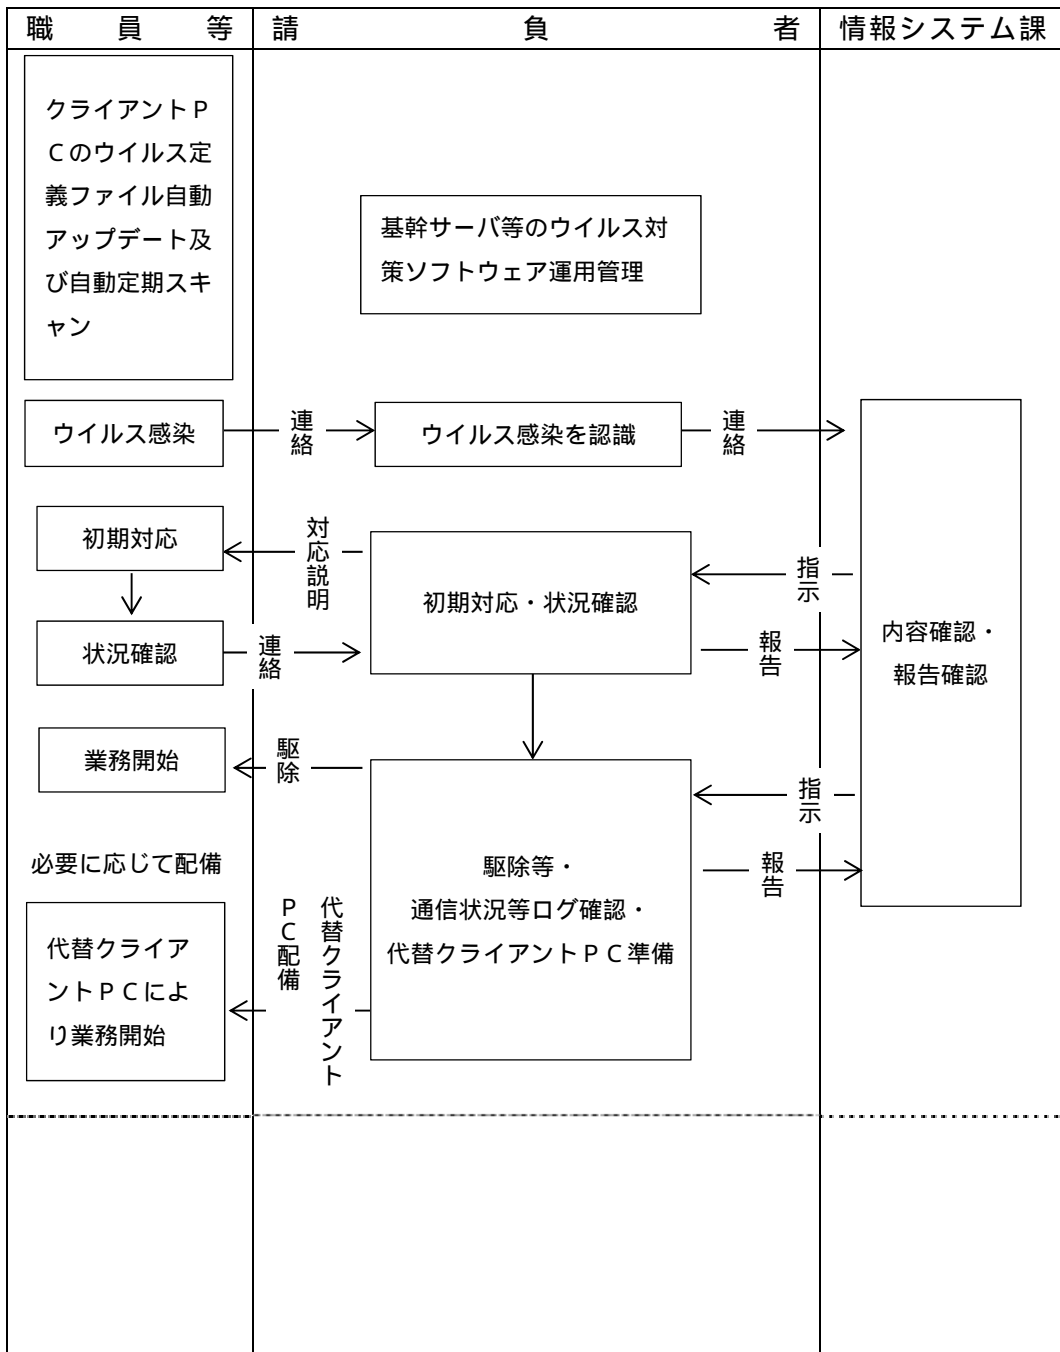 職員等
請負者
情報システム課
クライアントＰ
Ｃのウイルス定
義ファイル自動
アップデート及
び自動定期スキ
ャン
基幹サーバ等のウイルス対
策ソフトウェア運用管理
ウイルス感染
連絡
ウイルス感染を認識
連絡
初期対応
対応説明
初期対応・状況確認
指示
状況確認
連絡
報告
内容確認・
報告確認
業務開始
駆除
指示
必要に応じて配備
駆除等・
通信状況等ログ確認・
代替クライアントＰＣ準備
報告
代替クライアント
ＰＣ配備
代替クライア
ントＰＣによ
り業務開始